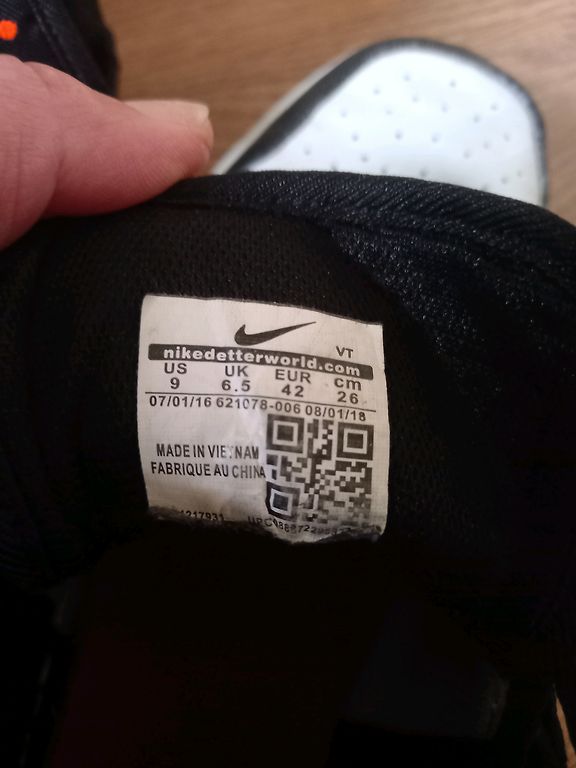 VT
nikedetterworld.com
US UK EUR cm
9 6.5 42 26
07/01/16 621078-006 08/01/18
MADE IN VIETNAM
FABRIQUE AU CHINA